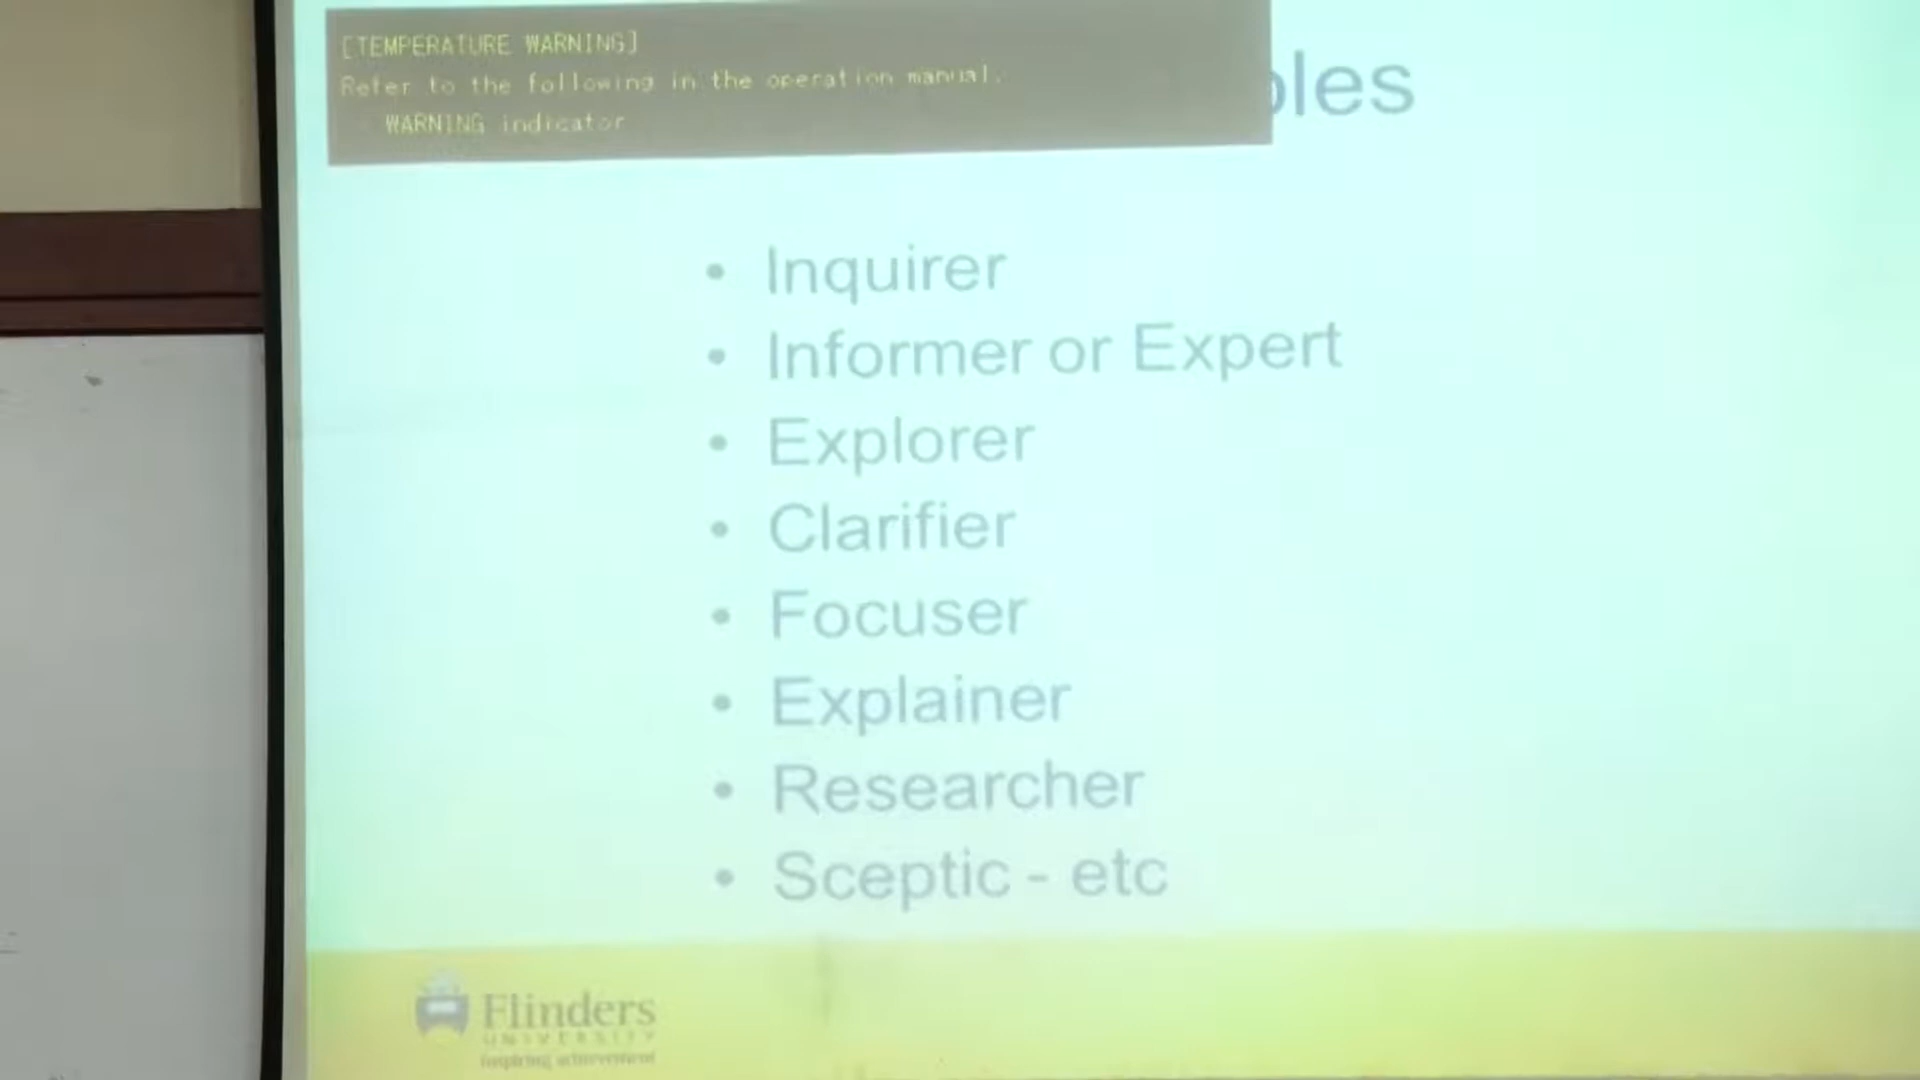 [TEMPERATURE WARNING]
Refer to the following in the operation manual.
WARNING indicator
oles
• Inquirer
• Informer or Expert
• Explorer
• Clarifier
• Focuser
• Explainer
• Researcher
• Sceptic - etc
Flinders
UNIVERSITY
inspiring achievement